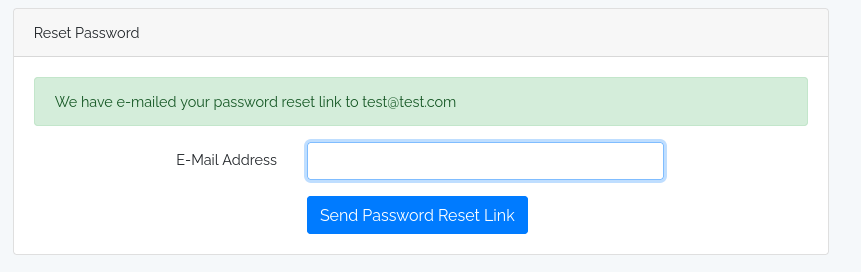 Reset Password
We have e-mailed your password reset link to test@test.com
E-Mail Address
Send Password Reset Link